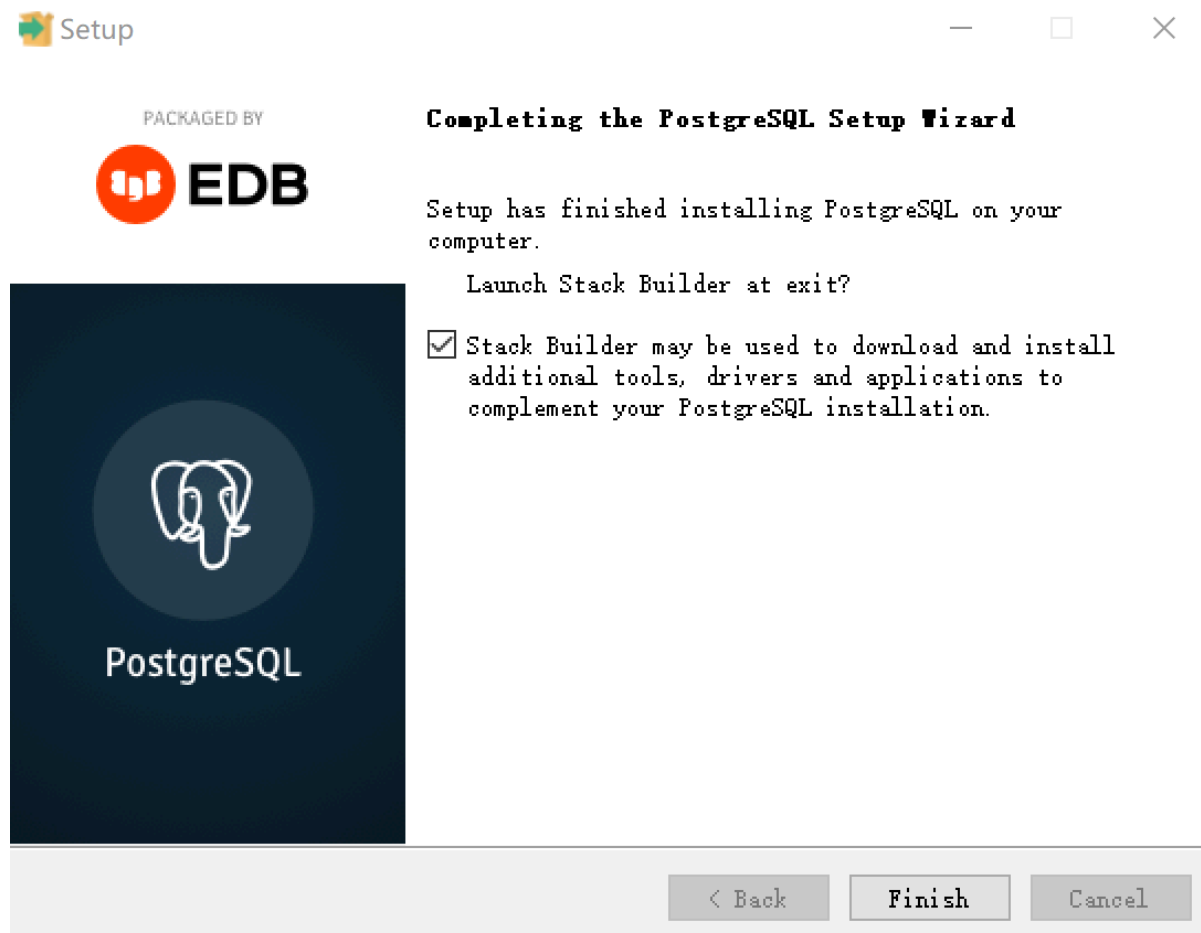 Setup
PACKAGED BY
EDB
PostgreSQL
Completing the PostgreSQL Setup Wizard
Setup has finished installing PostgreSQL on your
computer.
Launch Stack Builder at exit?
Stack Builder may be used to download and install
additional tools, drivers and applications to
complement your PostgreSQL installation.
< Back
Finish
Cancel